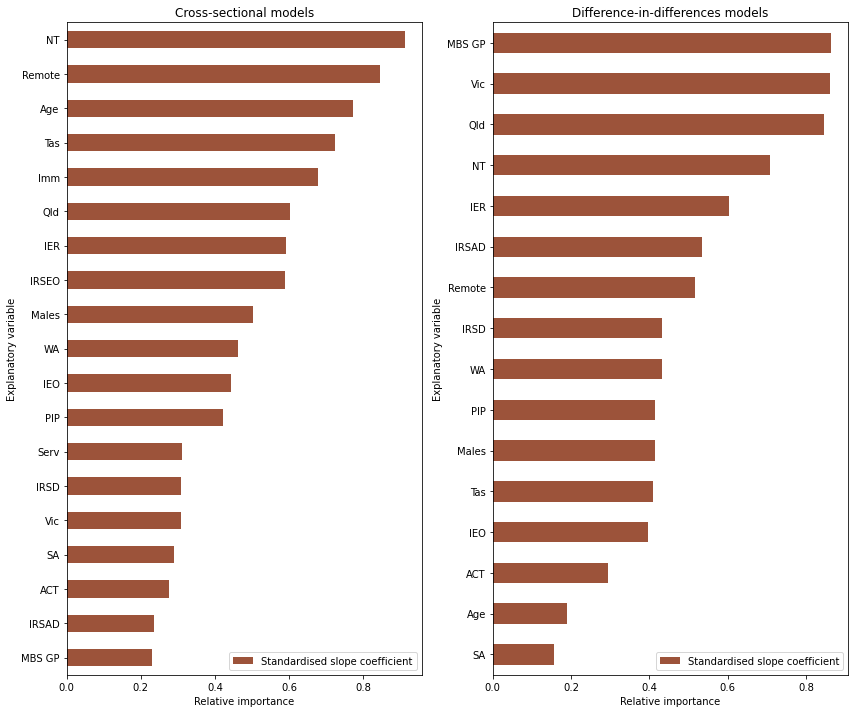 Cross-sectional models
Explanatory variable
NT
Remote
Age
Tas
Imm
Qld
IER
IRSEO
Males
WA
IEO
PIP
Serv
IRSD
Vic
SA
ACT
IRSAD
MBS GP
Standardised slope coefficient
0.0 0.2 0.4 0.6 0.8
Relative importance
Difference-in-differences models
Explanatory variable
MBS GP
Vic
Qld
NT
IER
IRSAD
Remote
IRSD
WA
PIP
Males
Tas
IEO
ACT
Age
SA
Standardised slope coefficient
0.0 0.2 0.4 0.6 0.8
Relative importance